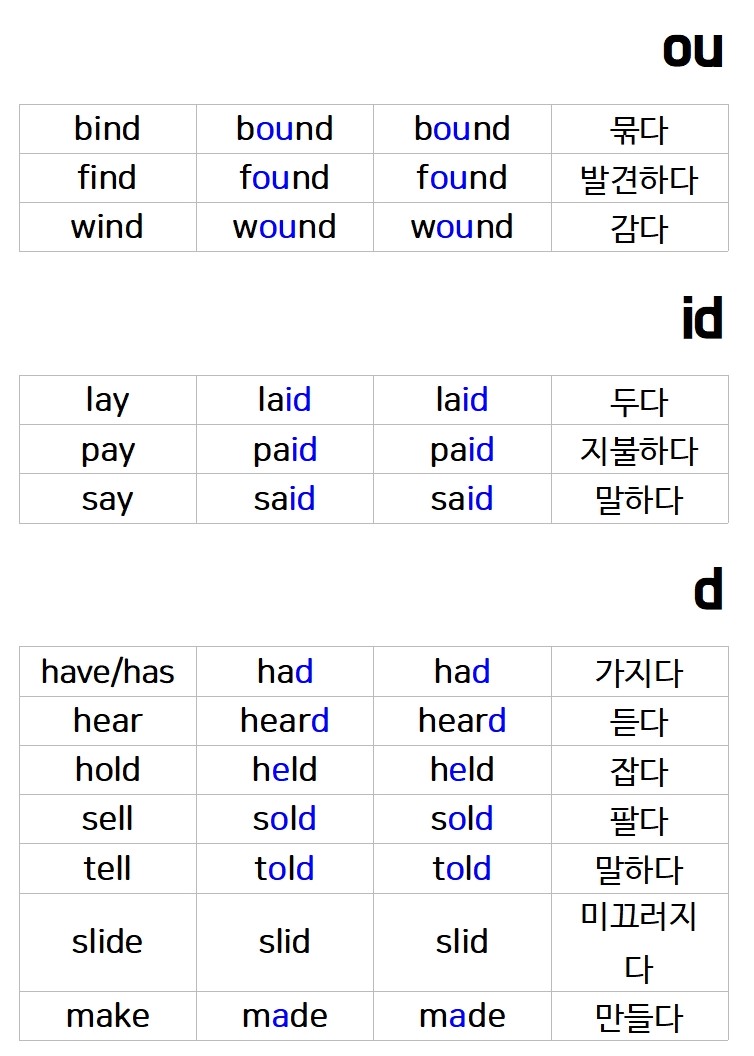 ou
bind bound bound 묶다
find found found 발견하다
wind wound wound 감다
id
lay laid laid 두다
pay paid paid 지불하다
say said said 말하다
d
have/has had had 가지다
hear heard heard 듣다
hold held held 잡다
sell sold sold 팔다
tell told told 말하다
slide slid slid 미끄러지
다
make made made 만들다